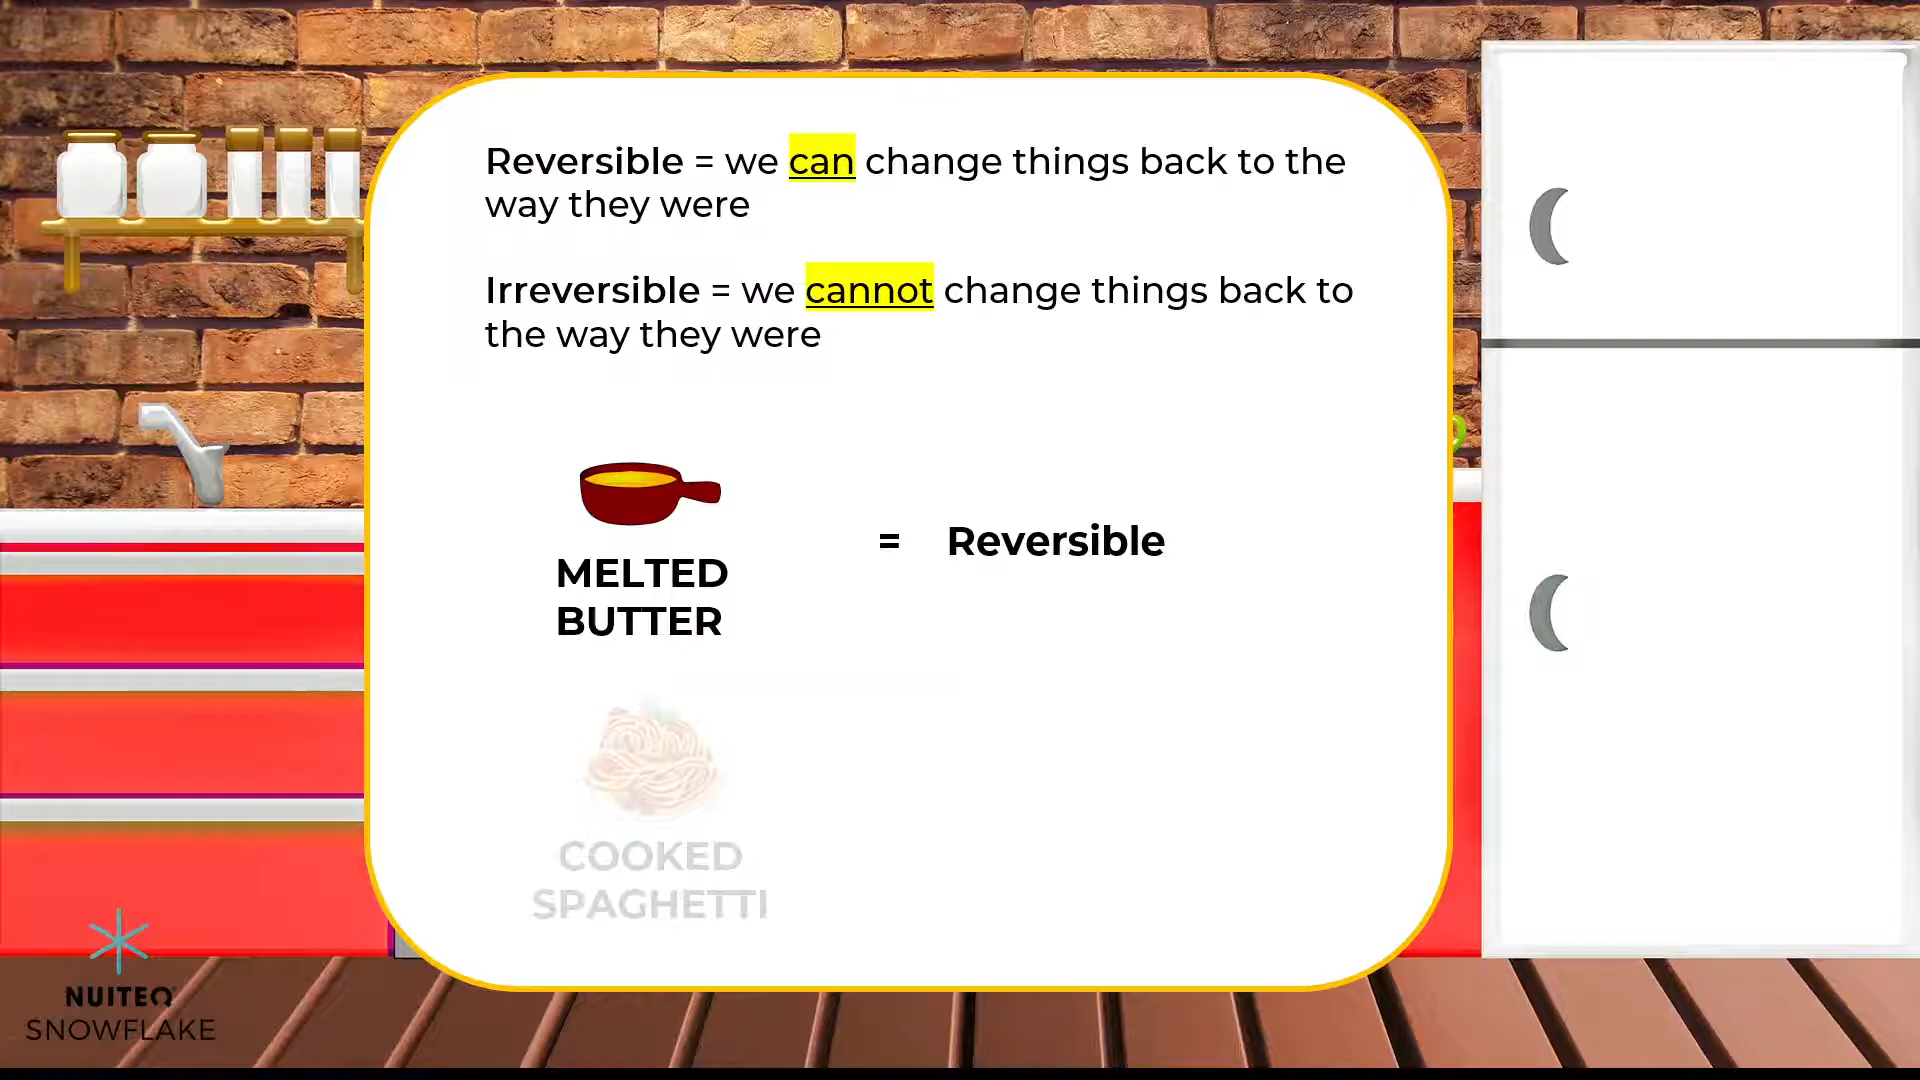 Reversible = we can change things back to the
way they were
Irreversible = we cannot change things back to
the way they were
MELTED
BUTTER
= Reversible
COOKED
SPAGHETTI
NUITEQ
SNOWFLAKE